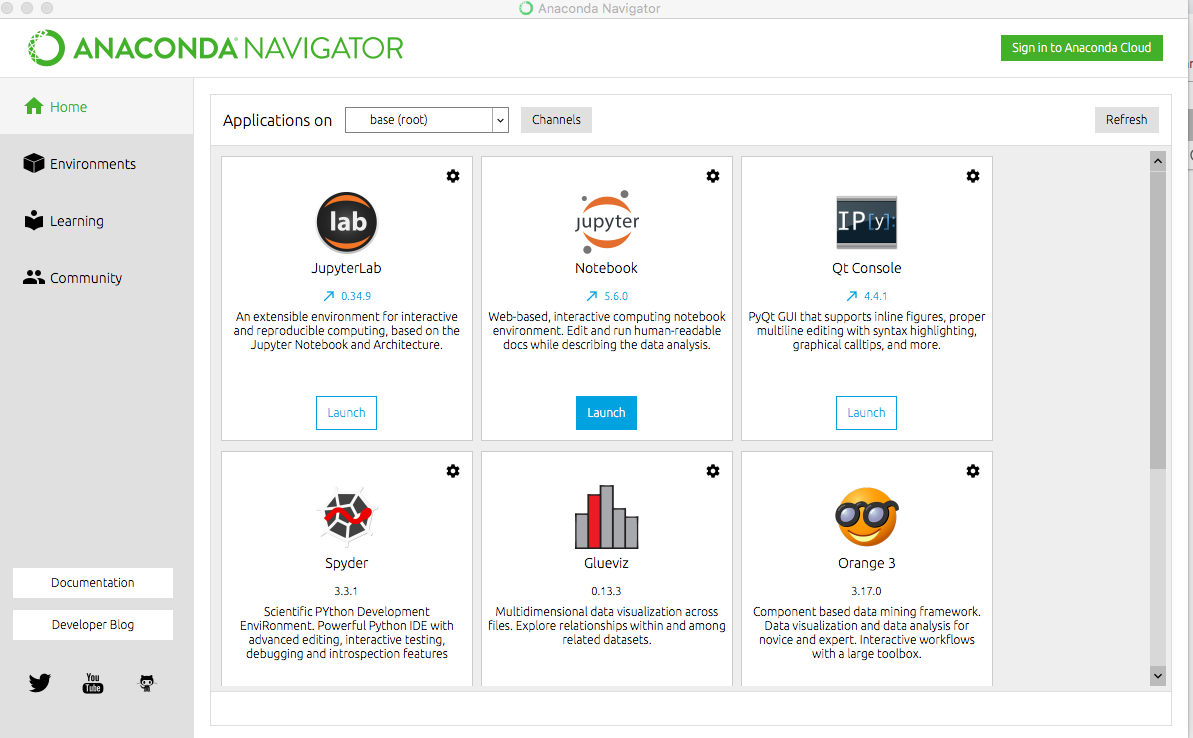 Anaconda Navigator
ANACONDA NAVIGATOR
Sign in to Anaconda Cloud
Home
Environments
Learning
Community
Documentation
Developer Blog
You
Tube
Applications on
base (root)
Channels
Refresh
lab
JupyterLab
0.34.9
An extensible environment for interactive
and reproducible computing, based on the
Jupyter Notebook and Architecture.
Launch
jupyter
Notebook
5.6.0
Web-based, interactive computing notebook
environment. Edit and run human-readable
docs while describing the data analysis.
Launch
IP[y]:
Qt Console
4.4.1
PyQt GUI that supports inline figures, proper
multiline editing with syntax highlighting,
graphical calltips, and more.
Launch
Spyder
3.3.1
Scientific PYthon Development
EnviRonment. Powerful Python IDE with
advanced editing, interactive testing,
debugging and introspection features
Glueviz
0.13.3
Multidimensional data visualization across
files. Explore relationships within and among
related datasets.
Orange 3
3.17.0
Component based data mining framework.
Data visualization and data analysis for
novice and expert. Interactive workflows
with a large toolbox.